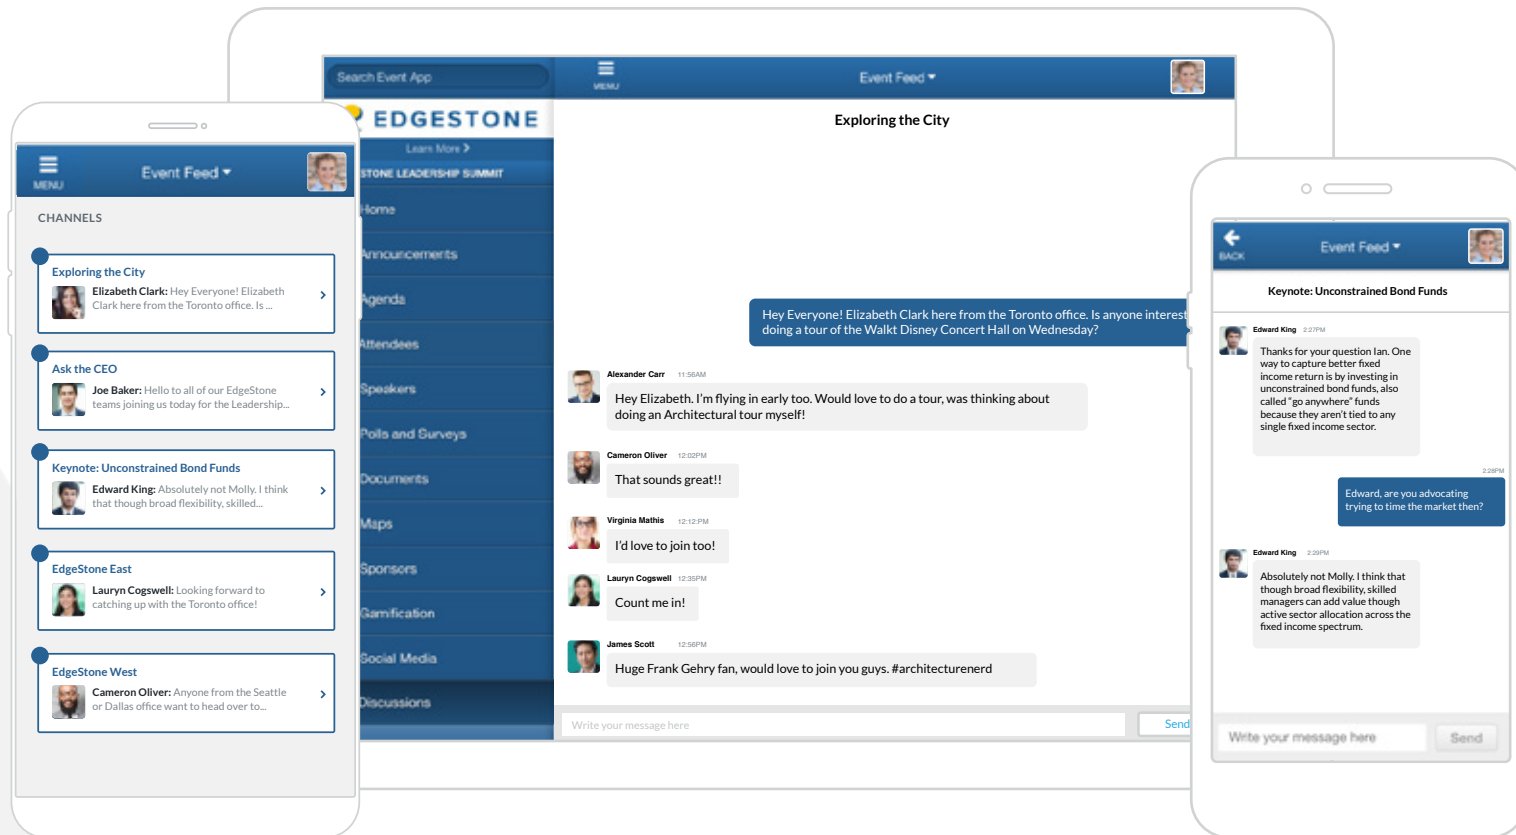 MENU
Event Feed
CHANNELS
Exploring the City
Elizabeth Clark: Hey Everyone! Elizabeth
Clark here from the Toronto office. Is ...
Ask the CEO
Joe Baker: Hello to all of our EdgeStone
teams joining us today for the Leadership...
Keynote: Unconstrained Bond Funds
Edward King: Absolutely not Molly. I think
that though broad flexibility, skilled...
EdgeStone East
Lauryn Cogswell: Looking forward to
catching up with the Toronto office!
EdgeStone West
Cameron Oliver: Anyone from the Seattle
or Dallas office want to head over to...
Search Event App
EDGESTONE
Learn More
STONE LEADERSHIP SUMMIT
Home
Announcements
Agenda
Attendees
Speakers
Polls and Surveys
Documents
Maps
Sponsors
Gamification
Social Media
Discussions
MENU
Event Feed
Exploring the City
Hey Everyone! Elizabeth Clark here from the Toronto office. Is anyone interest
doing a tour of the Walkt Disney Concert Hall on Wednesday?
Alexander Carr 11:56AM
Hey Elizabeth. I'm flying in early too. Would love to do a tour, was thinking about
doing an Architectural tour myself!
Cameron Oliver 12:02PM
That sounds great!!
Virginia Mathis 12:12:PM
I'd love to join too!
Lauryn Cogswell 12:35PM
Count me in!
James Scott 12:56PM
Huge Frank Gehry fan, would love to join you guys. #architecturenerd
Write your message here
Send
BACK
Event Feed
Keynote: Unconstrained Bond Funds
Edward King 2:27PM
Thanks for your question Ian. One
way to capture better fixed
income return is by investing in
unconstrained bond funds, also
called "go anywhere" funds
because they aren't tied to any
single fixed income sector.
2:28PM
Edward, are you advocating
trying to time the market then?
Edward King 2:29PM
Absolutely not Molly. I think that
though broad flexibility, skilled
managers can add value though
active sector allocation across the
fixed income spectrum.
Write your message here
Send